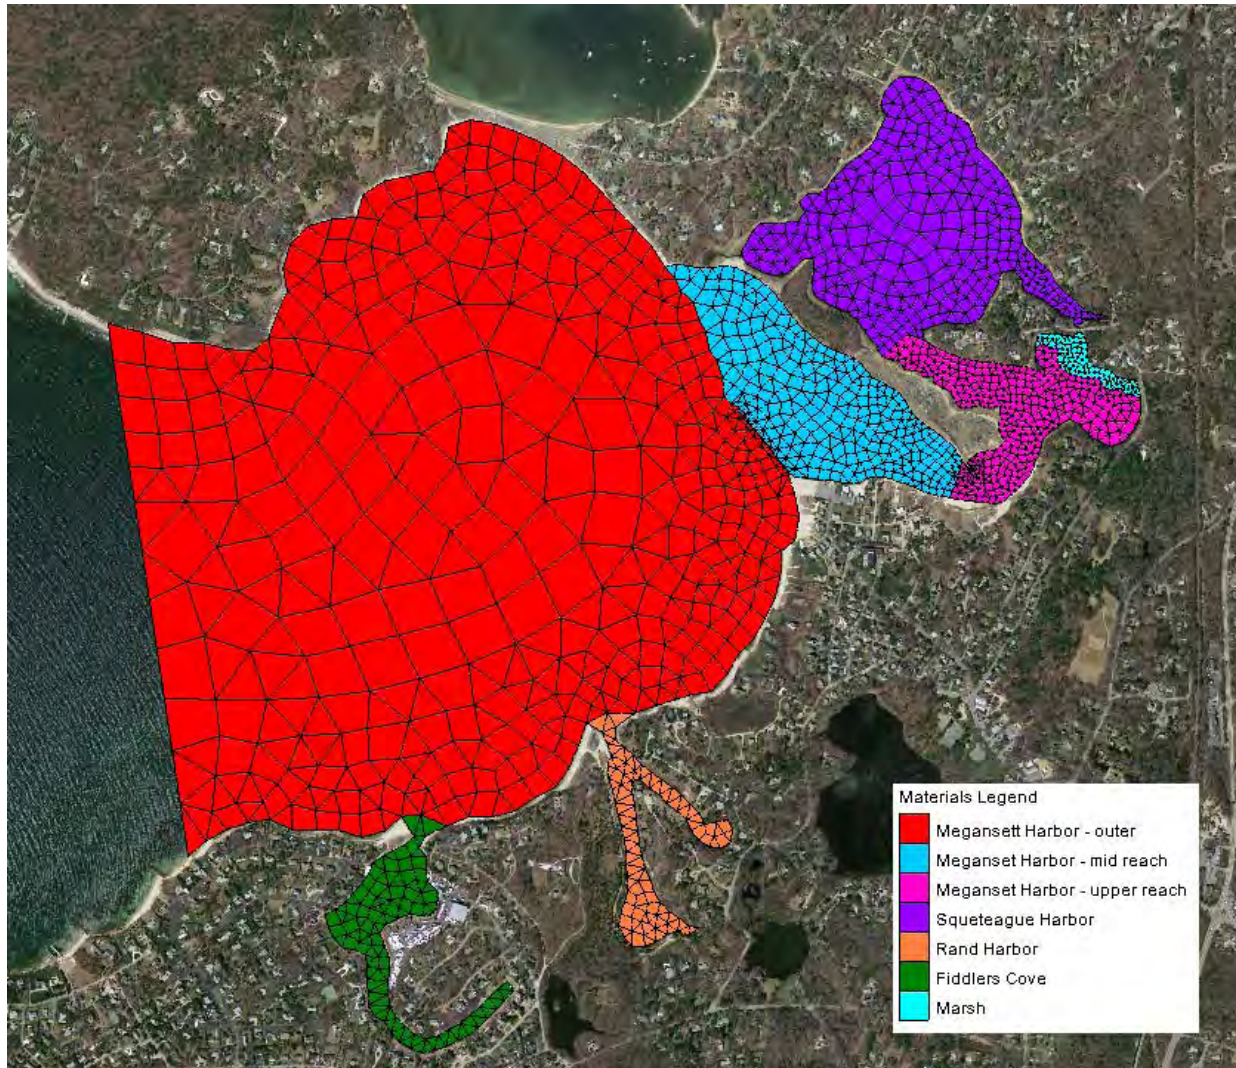 Materials Legend
Megansett Harbor - outer
Meganset Harbor - mid reach
Meganset Harbor - upper reach
Squeteague Harbor
Rand Harbor
Fiddlers Cove
Marsh